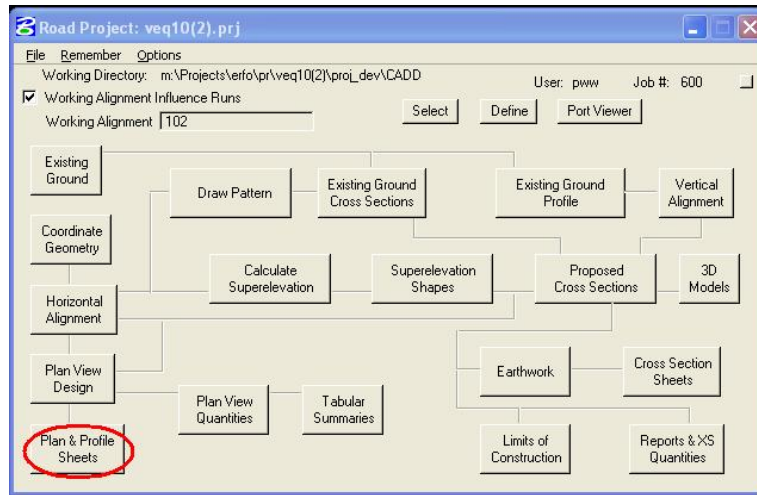 Road Project: veq10(2).prj
File Remember Options
Working Directory: m:\Projects\erfo\pr\veq10(2)\proj_dev\CADD
User: pww Job #: 600
Working Alignment Influence Runs
Working Alignment 102
Select Define Port Viewer
Existing
Ground
Draw Pattern
Existing Ground
Cross Sections
Existing Ground
Profile
Vertical
Alignment
Coordinate
Geometry
Calculate
Superelevation
Superelevation
Shapes
Proposed
Cross Sections
3D
Models
Horizontal
Alignment
Plan View
Design
Plan View
Quantities
Tabular
Summaries
Earthwork
Cross Section
Sheets
Plan & Profile
Sheets
Limits of
Construction
Reports & XS
Quantities